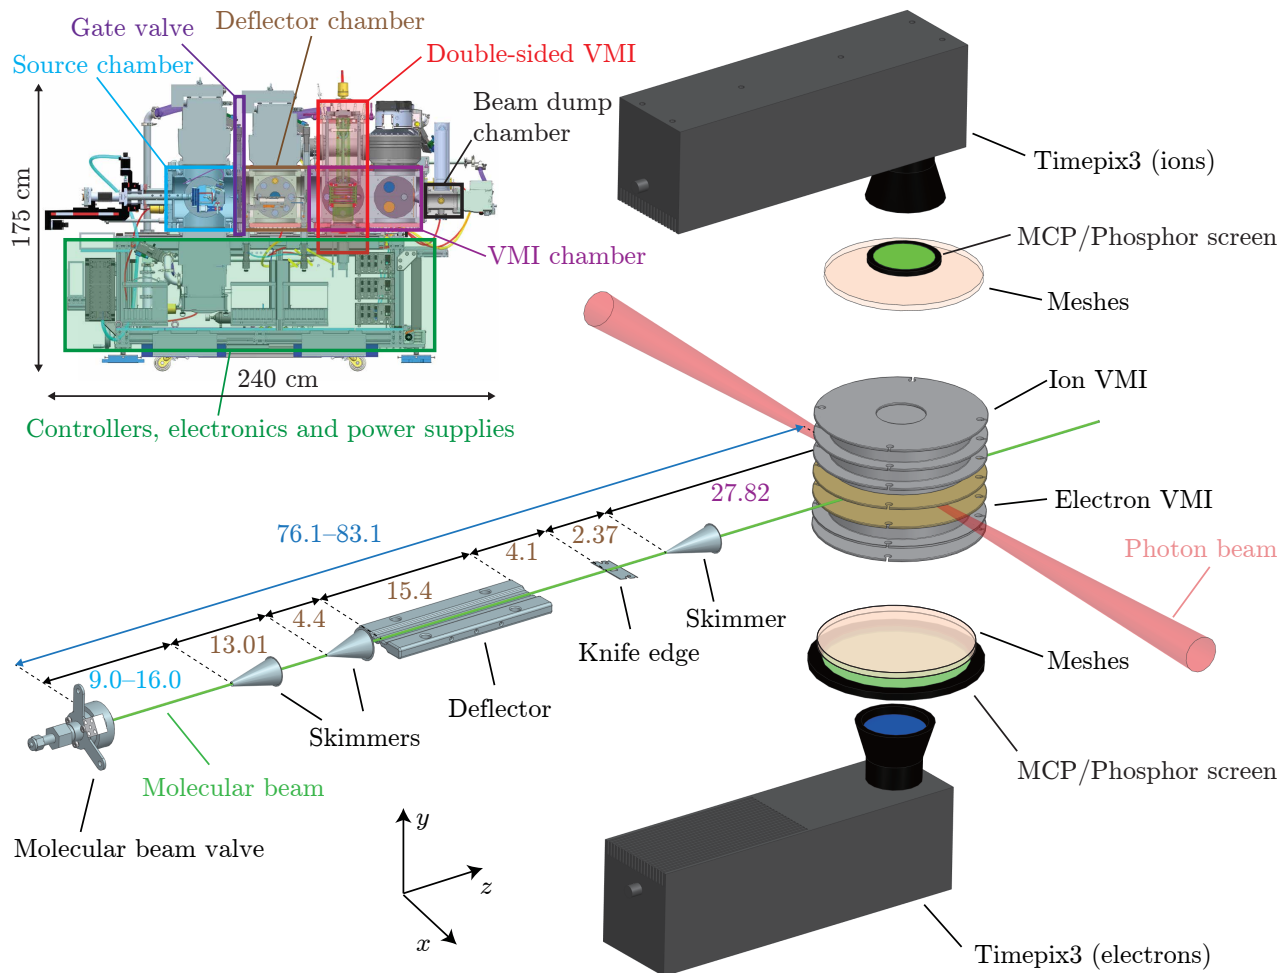 Deflector chamber
Gate valve
Source chamber
Double-sided VMI
Beam dump
chamber
175 cm
VMI chamber
240 cm
Controllers, electronics and power supplies
Timepix3 (ions)
MCP/Phosphor screen
Meshes
Ion VMI
Electron VMI
Photon beam
27.82
2.37
4.1
76.1–83.1
15.4
4.4
13.01
9.0–16.0
Skimmer
Knife edge
Deflector
Skimmers
Molecular beam
Molecular beam valve
Meshes
MCP/Phosphor screen
Timepix3 (electrons)
y
z
x